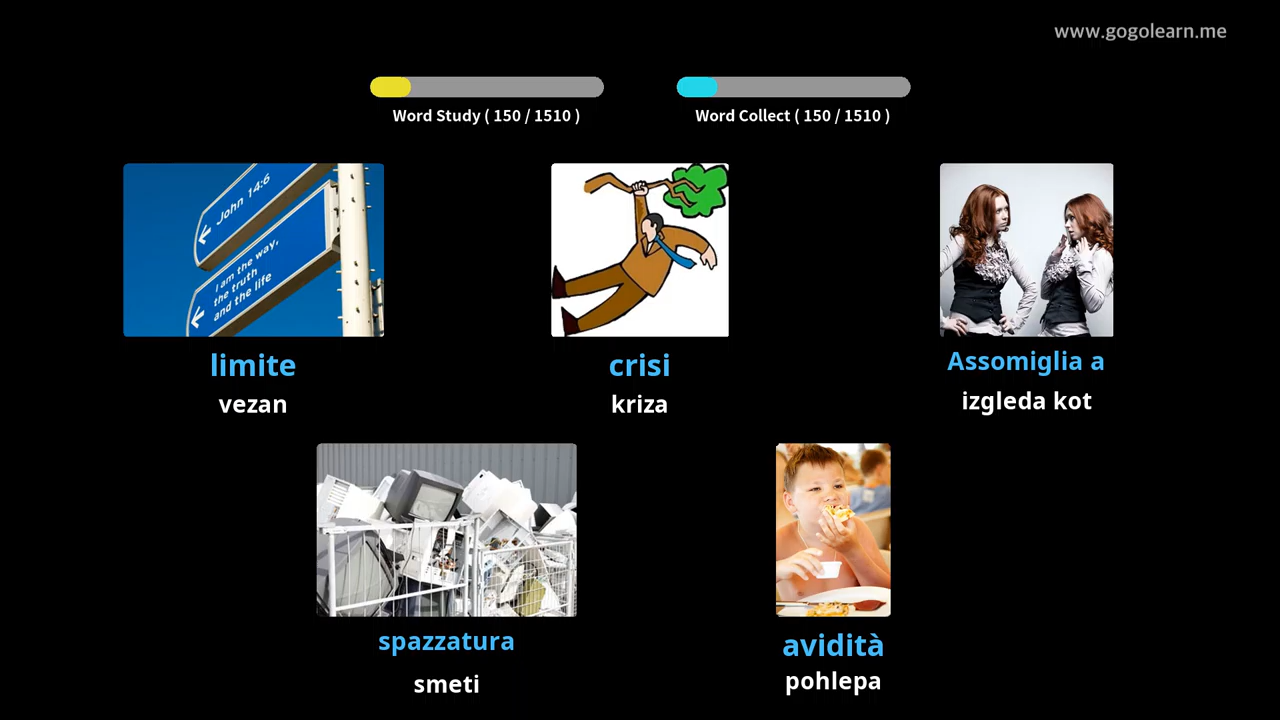 www.gogolearn.me
Word Study ( 150 / 1510 )
Word Collect ( 150 / 1510 )
John 14:6
I am the way,
the truth
and the life
limite
vezan
crisi
kriza
Assomiglia a
izgleda kot
spazzatura
smeti
avidità
pohlepa